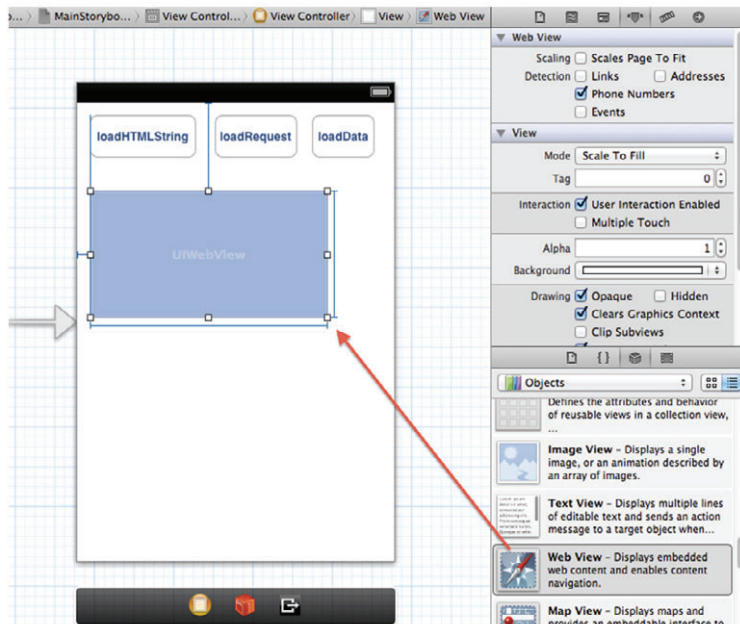 o... MainStorybo... View Control... View Controller View Web View
loadHTMLString loadRequest loadData
UIWebView
Web View
Scaling Scales Page To Fit
Detection Links Addresses
Phone Numbers
Events
View
Mode Scale To Fill
Tag 0
Interaction User Interaction Enabled
Multiple Touch
Alpha 1
Background
Drawing Opaque Hidden
Clears Graphics Context
Clip Subviews
{}
Objects
Defines the attributes and behavior
of reusable views in a collection view,
...
Image View – Displays a single
image, or an animation described by
an array of images.
Text View – Displays multiple lines
of editable text and sends an action
message to a target object when...
Web View – Displays embedded
web content and enables content
navigation.
Map View – Displays maps and
provides an embeddable interface to